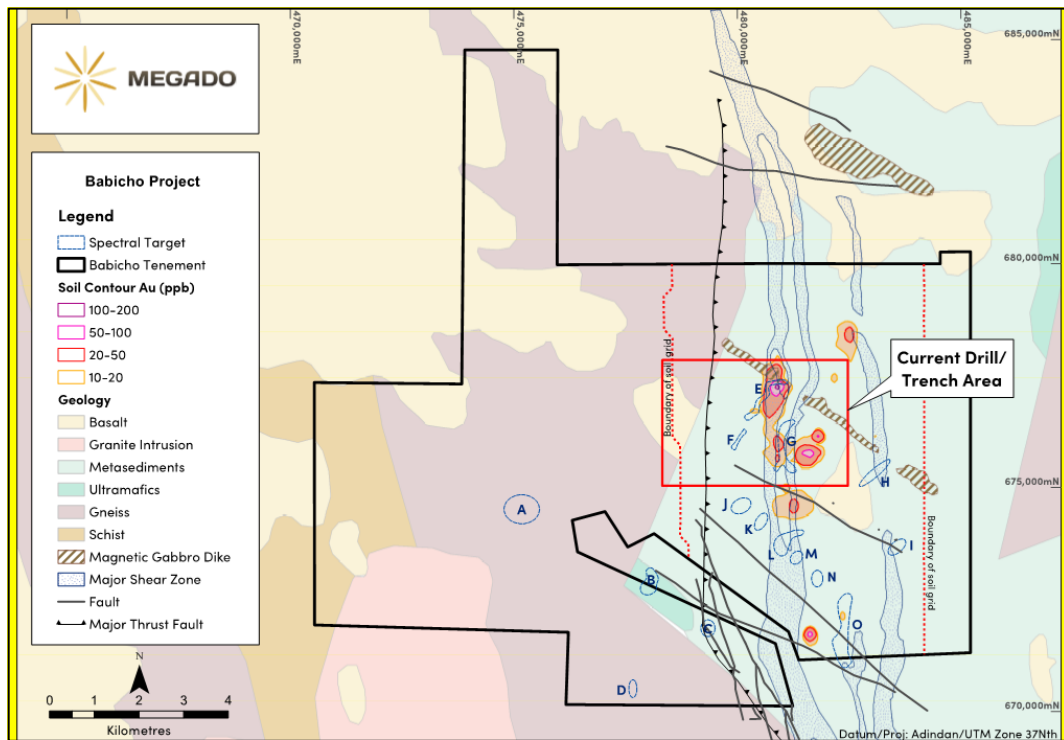 470,000mE
475,000mE
480,000mE
485,000mE
685,000mN
MEGADO
Babicho Project
Legend
Spectral Target
Babicho Tenement
Soil Contour Au (ppb)
100-200
50-100
20-50
10-20
Geology
Basalt
Granite Intrusion
Metasediments
Ultramafics
Gneiss
Schist
Magnetic Gabbro Dike
Major Shear Zone
Fault
Major Thrust Fault
N
0 1 2 3 4
Kilometres
680,000mN
Current Drill/
Trench Area
Boundary of soil grid
E
F
G
H
675,000mN
A
J
K
L
M
I
N
B
C
O
D
Boundary of soil grid
670,000mN
Datum/Proj: Adindan/UTM Zone 37Nth